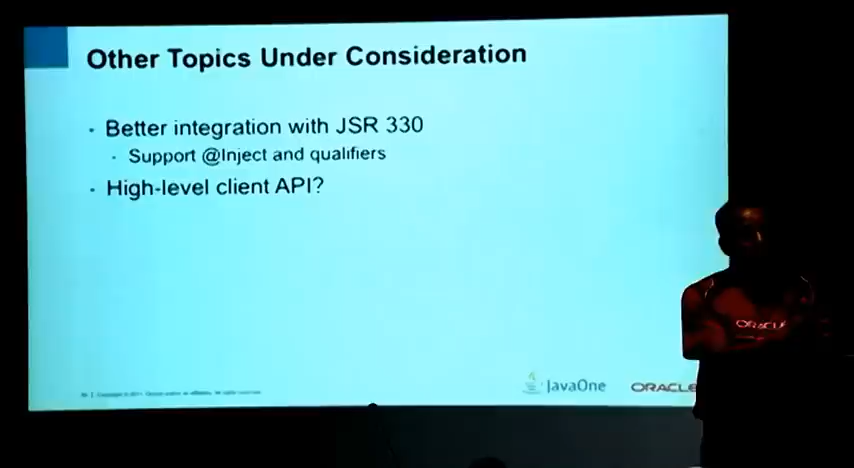 Other Topics Under Consideration
· Better integration with JSR 330
· Support @Inject and qualifiers
· High-level client API?
ORACLE
JavaOne
ORACLE